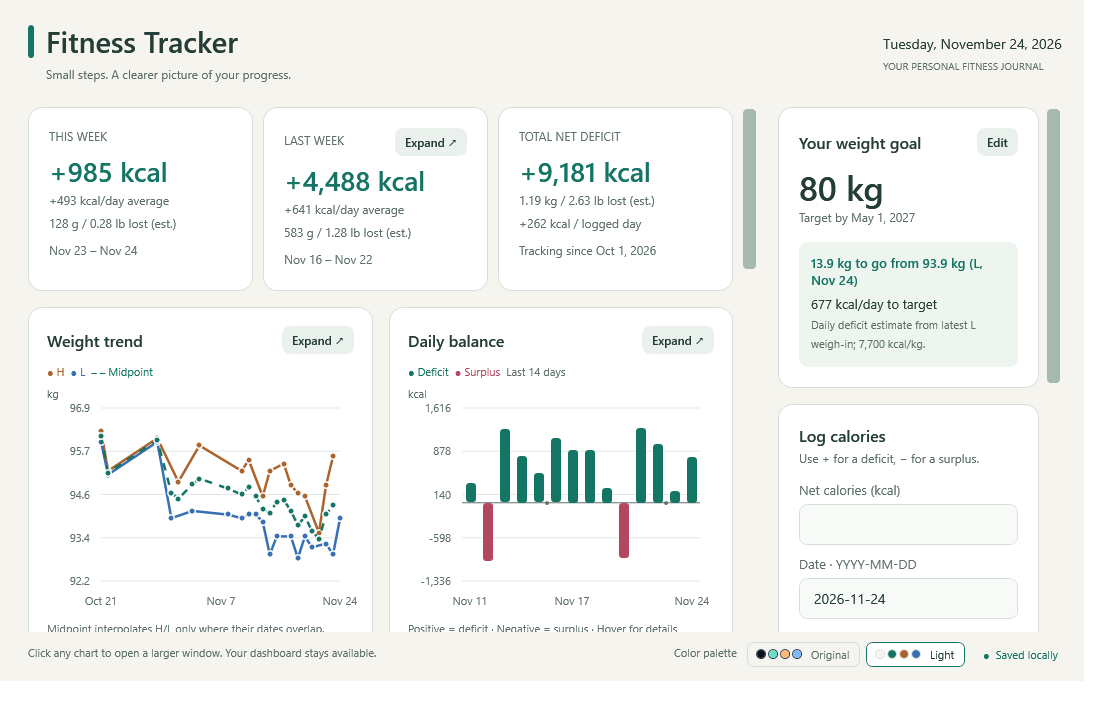 Fitness Tracker
Small steps. A clearer picture of your progress.
Tuesday, November 24, 2026
YOUR PERSONAL FITNESS JOURNAL
THIS WEEK
+985 kcal
+493 kcal/day average
128 g / 0.28 lb lost (est.)
Nov 23 – Nov 24
LAST WEEK
Expand ↗
+4,488 kcal
+641 kcal/day average
583 g / 1.28 lb lost (est.)
Nov 16 – Nov 22
TOTAL NET DEFICIT
+9,181 kcal
1.19 kg / 2.63 lb lost (est.)
+262 kcal / logged day
Tracking since Oct 1, 2026
Your weight goal
Edit
80 kg
Target by May 1, 2027
13.9 kg to go from 93.9 kg (L,
Nov 24)
677 kcal/day to target
Daily deficit estimate from latest L
weigh-in; 7,700 kcal/kg.
Weight trend
Expand ↗
● H ● L – – Midpoint
kg
96.9
95.7
94.6
93.4
92.2
Oct 21 Nov 7 Nov 24
Midpoint interpolates H/L only where their dates overlap.
Daily balance
Expand ↗
● Deficit ● Surplus Last 14 days
kcal
1,616
878
140
-598
-1,336
Nov 11 Nov 17 Nov 24
Positive = deficit · Negative = surplus · Hover for details
Log calories
Use + for a deficit, − for a surplus.
Net calories (kcal)
Date · YYYY-MM-DD
2026-11-24
Click any chart to open a larger window. Your dashboard stays available.
Color palette
Original
Light
● Saved locally